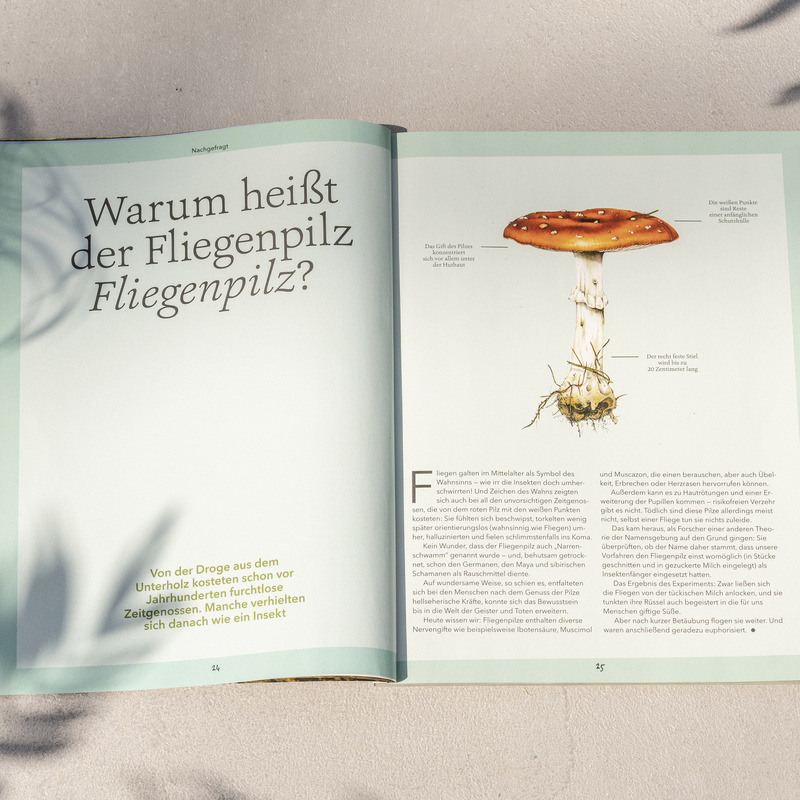 Nachgefragt
Warum heißt
der Fliegenpilz
Fliegenpilz?
Von der Droge aus dem
Unterholz kosteten schon vor
Jahrhunderten furchtlose
Zeitgenossen. Manche verhielten
sich danach wie ein Insekt
24
Die weißen Punkte
sind Reste
einer anfänglichen
Schutzhülle
Das Gift des Pilzes
konzentriert
sich vor allem unter
der Huthaut
Der recht feste Stiel
wird bis zu
20 Zentimeter lang
Fliegen galten im Mittelalter als Symbol des
Wahnsinns – wie irr die Insekten doch umher-
schwirrten! Und Zeichen des Wahns zeigten
sich auch bei all den unvorsichtigen Zeitgenos-
sen, die von dem roten Pilz mit den weißen Punkten
kosteten: Sie fühlten sich beschwipst, torkelten wenig
später orientierungslos (wahnsinnig wie Fliegen) um-
her, halluzinierten und fielen schlimmstenfalls ins Koma.
Kein Wunder, dass der Fliegenpilz auch „Narren-
schwamm“ genannt wurde – und, behutsam getrock-
net, schon den Germanen, den Maya und sibirischen
Schamanen als Rauschmittel diente.
Auf wundersame Weise, so schien es, entfalteten
sich bei den Menschen nach dem Genuss der Pilze
hellseherische Kräfte, konnte sich das Bewusstsein
bis in die Welt der Geister und Toten erweitern.
Heute wissen wir: Fliegenpilze enthalten diverse
Nervengifte wie beispielsweise Ibotensäure, Muscimol
und Muscazon, die einen berauschen, aber auch Übel-
keit, Erbrechen oder Herzrasen hervorrufen können.
Außerdem kann es zu Hautrötungen und einer Er-
weiterung der Pupillen kommen – risikofreien Verzehr
gibt es nicht. Tödlich sind diese Pilze allerdings meist
nicht, selbst einer Fliege tun sie nichts zuleide.
Das kam heraus, als Forscher einer anderen Theo-
rie der Namensgebung auf den Grund gingen: Sie
überprüften, ob der Name daher stammt, dass unsere
Vorfahren den Fliegenpilz einst womöglich (in Stücke
geschnitten und in gezuckerte Milch eingelegt) als
Insektenfänger eingesetzt hatten.
Das Ergebnis des Experiments: Zwar ließen sich
die Fliegen von der tückischen Milch anlocken, und sie
tunkten ihre Rüssel auch begeistert in die für uns
Menschen giftige Süße.
Aber nach kurzer Betäubung flogen sie weiter. Und
waren anschließend geradezu euphorisiert. ●
25